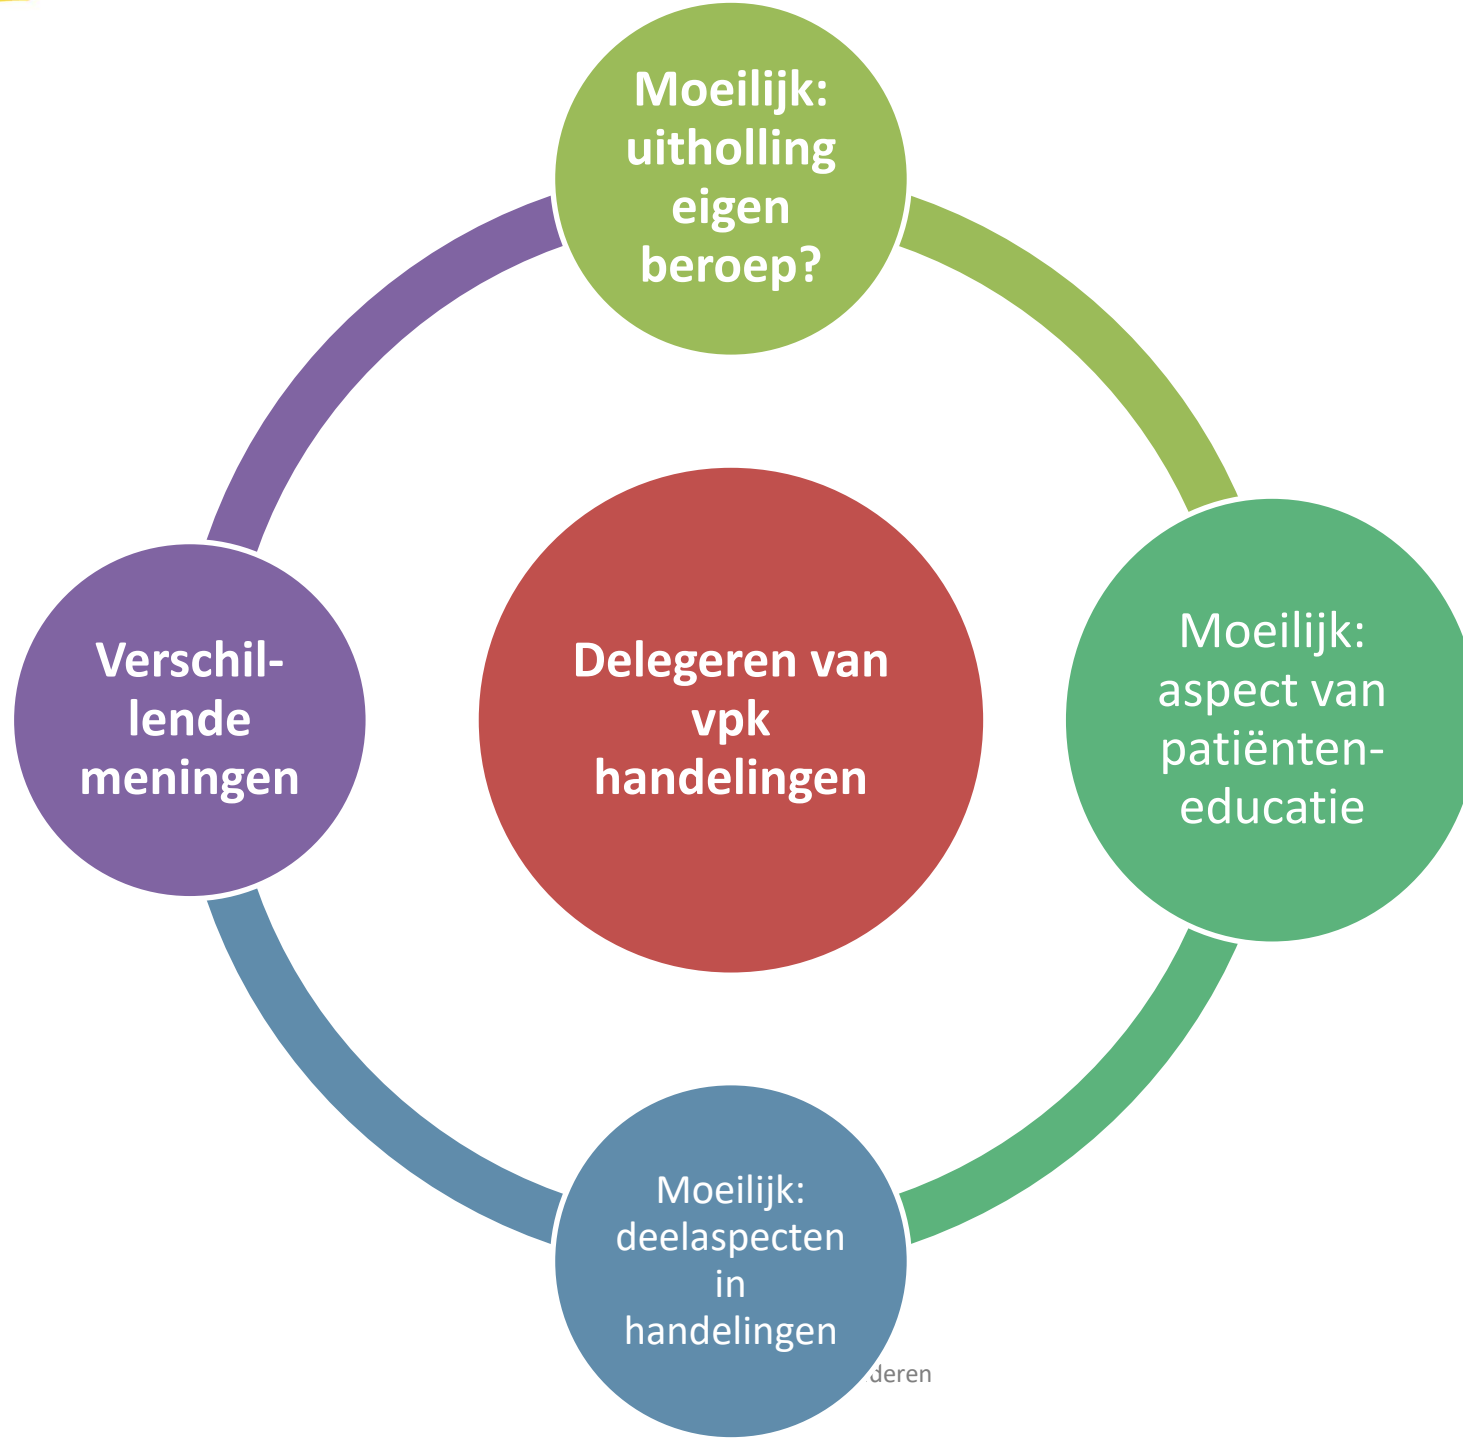 Moeilijk:
uitholling
eigen
beroep?
Moeilijk:
aspect van
patiënten-
educatie
Moeilijk:
deelaspecten
in
handelingen
Verschil-
lende
meningen
Delegeren van
vpk
handelingen